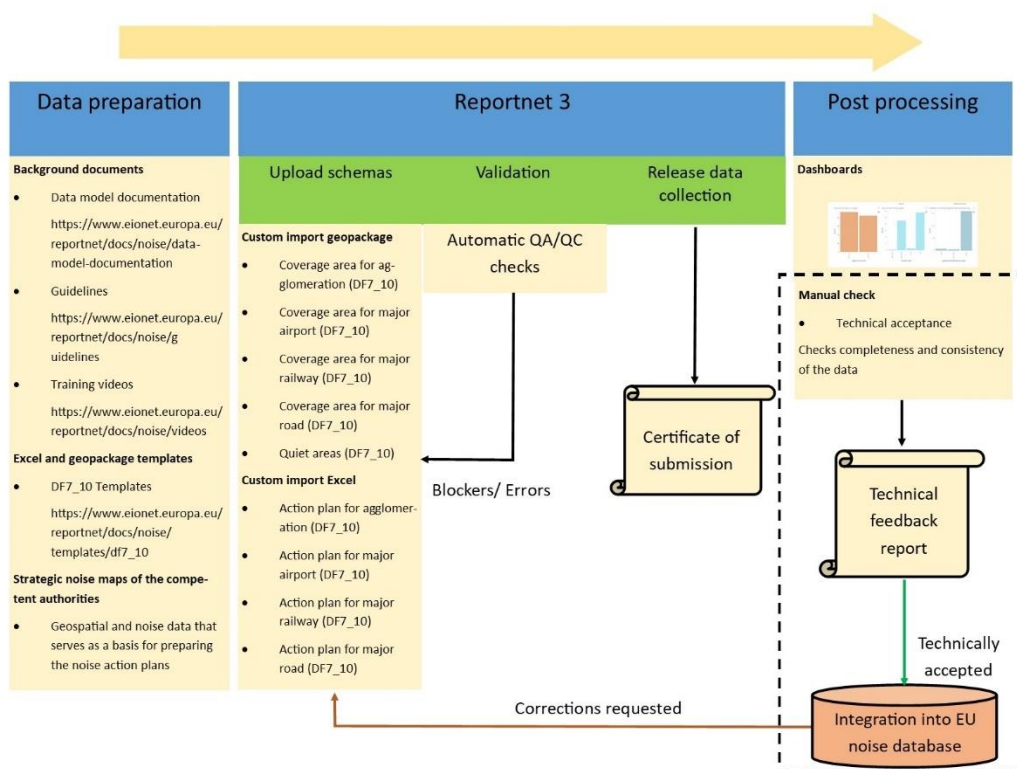 Data preparation
Background documents
• Data model documentation
https://www.eionet.europa.eu/
reportnet/docs/noise/data-
model-documentation
• Guidelines
https://www.eionet.europa.eu/
reportnet/docs/noise/g
uidelines
• Training videos
https://www.eionet.europa.eu/
reportnet/docs/noise/videos
Excel and geopackage templates
• DF7_10 Templates
https://www.eionet.europa.eu/
reportnet/docs/noise/
templates/df7_10
Strategic noise maps of the compe-
tent authorities
• Geospatial and noise data that
serves as a basis for preparing
the noise action plans
Reportnet 3
Upload schemas
Custom import geopackage
• Coverage area for ag-
glomeration (DF7_10)
• Coverage area for major
airport (DF7_10)
• Coverage area for major
railway (DF7_10)
• Coverage area for major
road (DF7_10)
• Quiet areas (DF7_10)
Custom import Excel
• Action plan for agglomer-
ation (DF7_10)
• Action plan for major
airport (DF7_10)
• Action plan for major
railway (DF7_10)
• Action plan for major
road (DF7_10)
Validation
Automatic QA/QC
checks
Blockers/ Errors
Release data
collection
Certificate of
submission
Corrections requested
Post processing
Dashboards
Manual check
• Technical acceptance
Checks completeness and consistency
of the data
Technical
feedback
report
Technically
accepted
Integration into EU
noise database